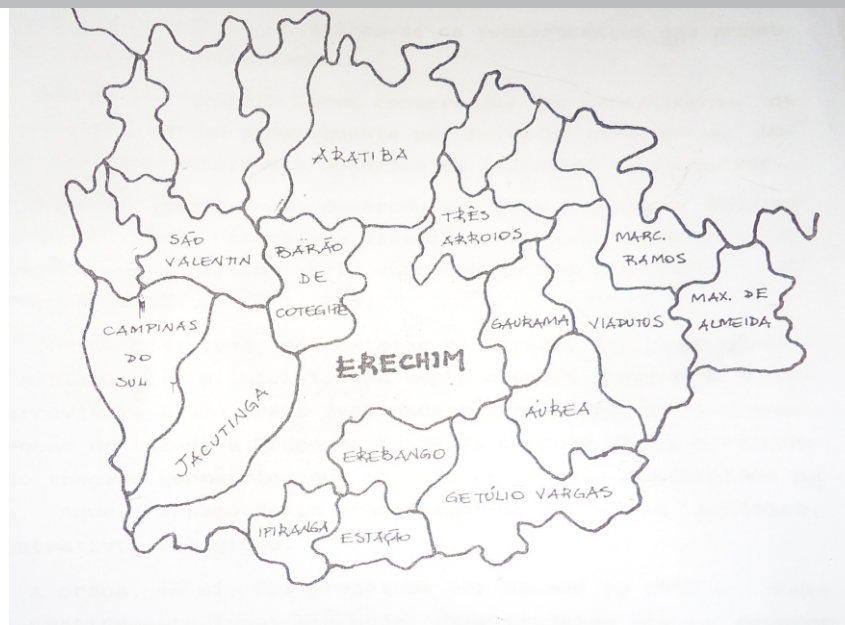 ARATIBA
TRÊS
ARROIOS
SÃO
VALENTIN
BARÃO
DE
COTEGIPE
MARC.
RAMOS
MAX. DE
ALMEIDA
CAMPINAS
DO
SUL
GAURAMA
VIADUTOS
ERECHIM
JACUTINGA
ÁUREA
EREBANGO
GETÚLIO VARGAS
IPIRANGA
ESTAÇÃO